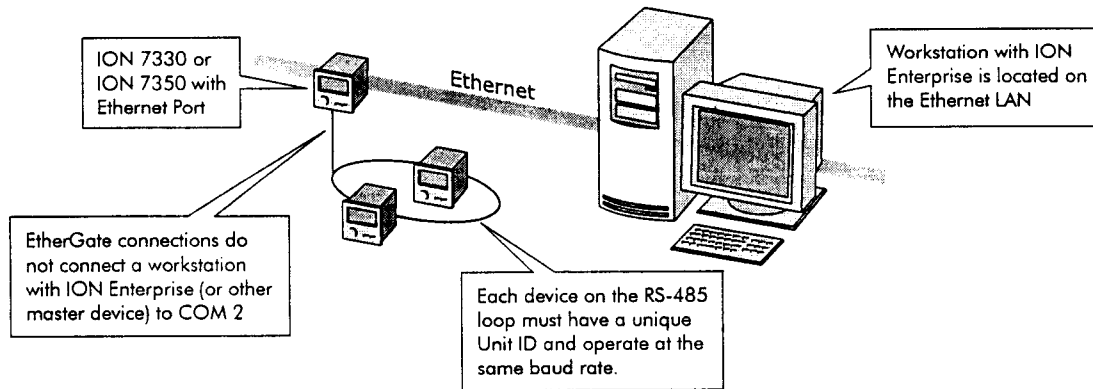 ION 7330 or
ION 7350 with
Ethernet Port
Ethernet
Workstation with ION
Enterprise is located on
the Ethernet LAN
EtherGate connections do
not connect a workstation
with ION Enterprise (or other
master device) to COM 2
Each device on the RS-485
loop must have a unique
Unit ID and operate at the
same baud rate.